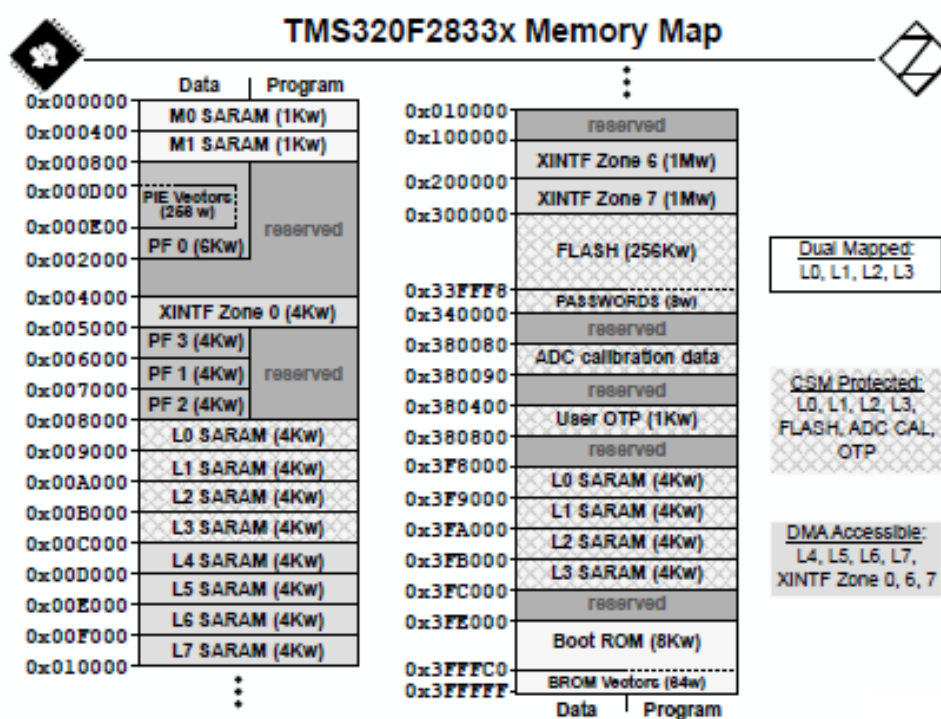 TMS320F2833x Memory Map
Data | Program
0x000000
M0 SARAM (1Kw)
0x000400
M1 SARAM (1Kw)
0x000800
0x000D00
PIE Vectors
(256 w)
reserved
0x000E00
PF 0 (6Kw)
0x002000
0x004000
XINTF Zone 0 (4Kw)
0x005000
PF 3 (4Kw)
0x006000
PF 1 (4Kw)
reserved
0x007000
PF 2 (4Kw)
0x008000
L0 SARAM (4Kw)
0x009000
L1 SARAM (4Kw)
0x00A000
L2 SARAM (4Kw)
0x00B000
L3 SARAM (4Kw)
0x00C000
L4 SARAM (4Kw)
0x00D000
L5 SARAM (4Kw)
0x00E000
L6 SARAM (4Kw)
0x00F000
L7 SARAM (4Kw)
0x010000
0x010000
reserved
0x100000
XINTF Zone 6 (1Mw)
0x200000
XINTF Zone 7 (1Mw)
0x300000
FLASH (256Kw)
0x33FFF8
PASSWORDS (8w)
0x340000
reserved
0x380080
ADC calibration data
0x380090
reserved
0x380400
User OTP (1Kw)
0x380800
reserved
0x3F8000
L0 SARAM (4Kw)
0x3F9000
L1 SARAM (4Kw)
0x3FA000
L2 SARAM (4Kw)
0x3FB000
L3 SARAM (4Kw)
0x3FC000
reserved
0x3FE000
Boot ROM (8Kw)
0x3FFFC0
BROM Vectors (64w)
0x3FFFFF
Data | Program
Dual Mapped:
L0, L1, L2, L3
CSM Protected:
L0, L1, L2, L3,
FLASH, ADC CAL,
OTP
DMA Accessible:
L4, L5, L6, L7,
XINTF Zone 0, 6, 7